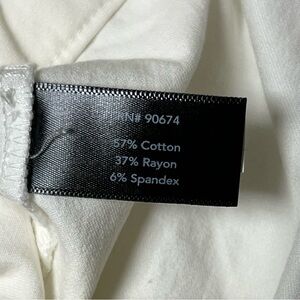 RN# 90674
57% Cotton
37% Rayon
6% Spandex